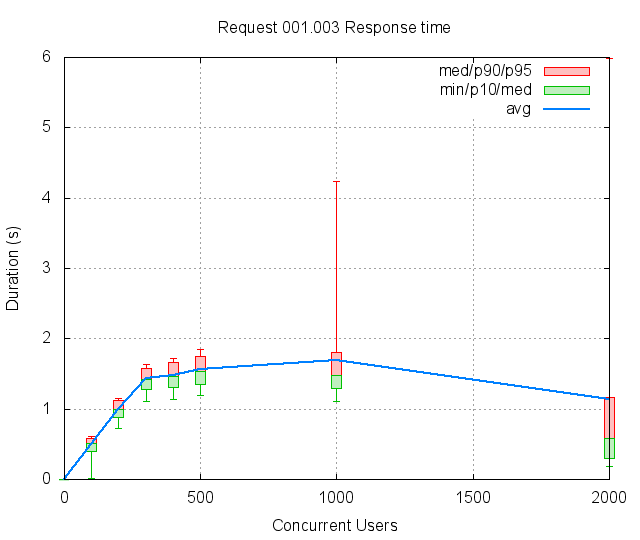 Request 001.003 Response time
6
5
4
3
2
1
0
Duration (s)
med/p90/p95
min/p10/med
avg
0 500 1000 1500 2000
Concurrent Users